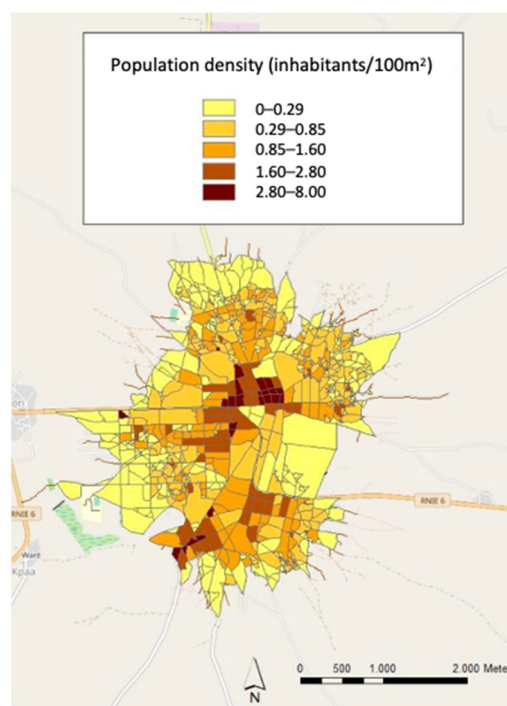 Population density (inhabitants/100m²)
0–0.29
0.29–0.85
0.85–1.60
1.60–2.80
2.80–8.00
ori
RNIE 6
RNIE 6
Ware
Kpaa
0 500 1.000 2.000 Mete
N